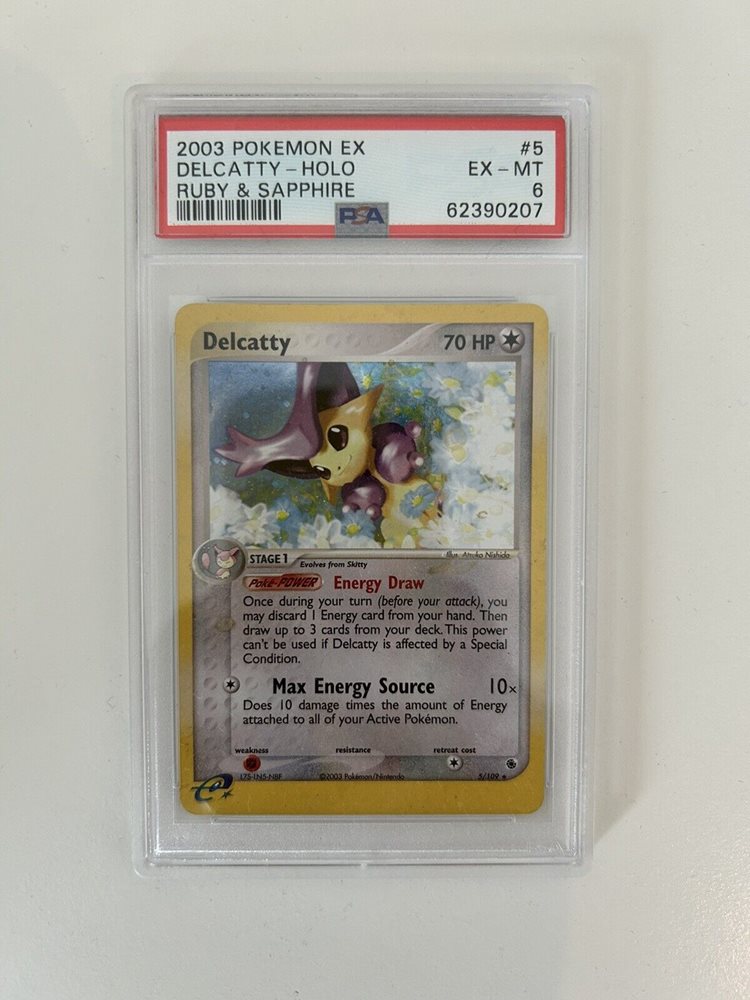 2003 POKEMON EX #5
DELCATTY - HOLO EX - MT
RUBY & SAPPHIRE 6
PSA 62390207
Delcatty 70 HP
Illus. Atsuko Nishida
STAGE 1 Evolves from Skitty
Poké-POWER Energy Draw
Once during your turn (before your attack), you
may discard 1 Energy card from your hand. Then
draw up to 3 cards from your deck. This power
can't be used if Delcatty is affected by a Special
Condition.
Max Energy Source 10×
Does 10 damage times the amount of Energy
attached to all of your Active Pokémon.
weakness resistance retreat cost
©2003 Pokémon/Nintendo 5/109
e